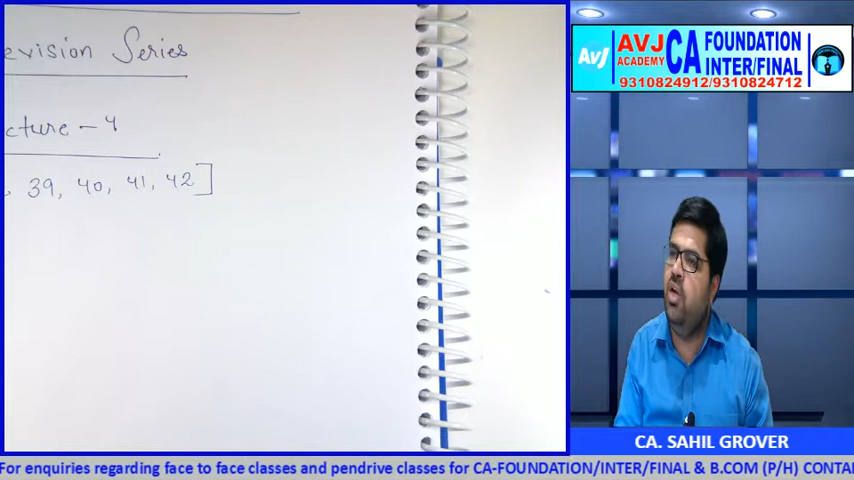 evision Series
cture - 4
, 39, 40, 41, 42]
AVJ
AVJ
ACADEMY
CA
FOUNDATION
INTER/FINAL
9310824912/9310824712
CA. SAHIL GROVER
For enquiries regarding face to face classes and pendrive classes for CA-FOUNDATION/INTER/FINAL & B.COM (P/H) CONTA